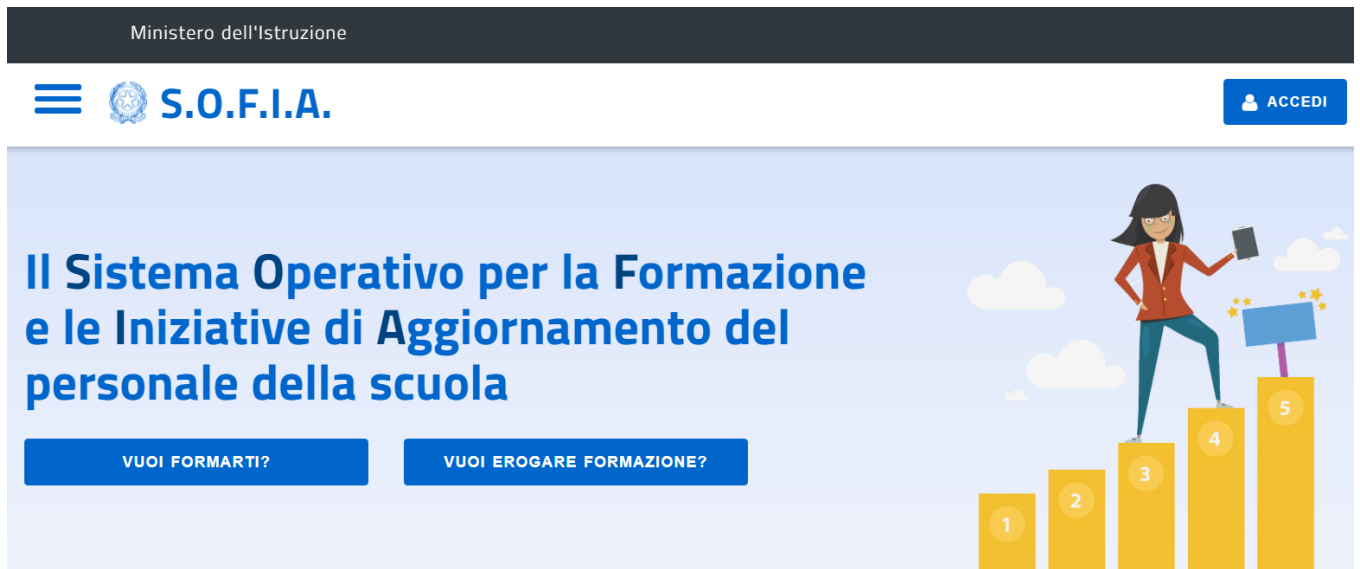 Ministero dell'Istruzione
S.O.F.I.A.
ACCEDI
Il Sistema Operativo per la Formazione
e le Iniziative di Aggiornamento del
personale della scuola
VUOI FORMARTI?
VUOI EROGARE FORMAZIONE?
1
2
3
4
5